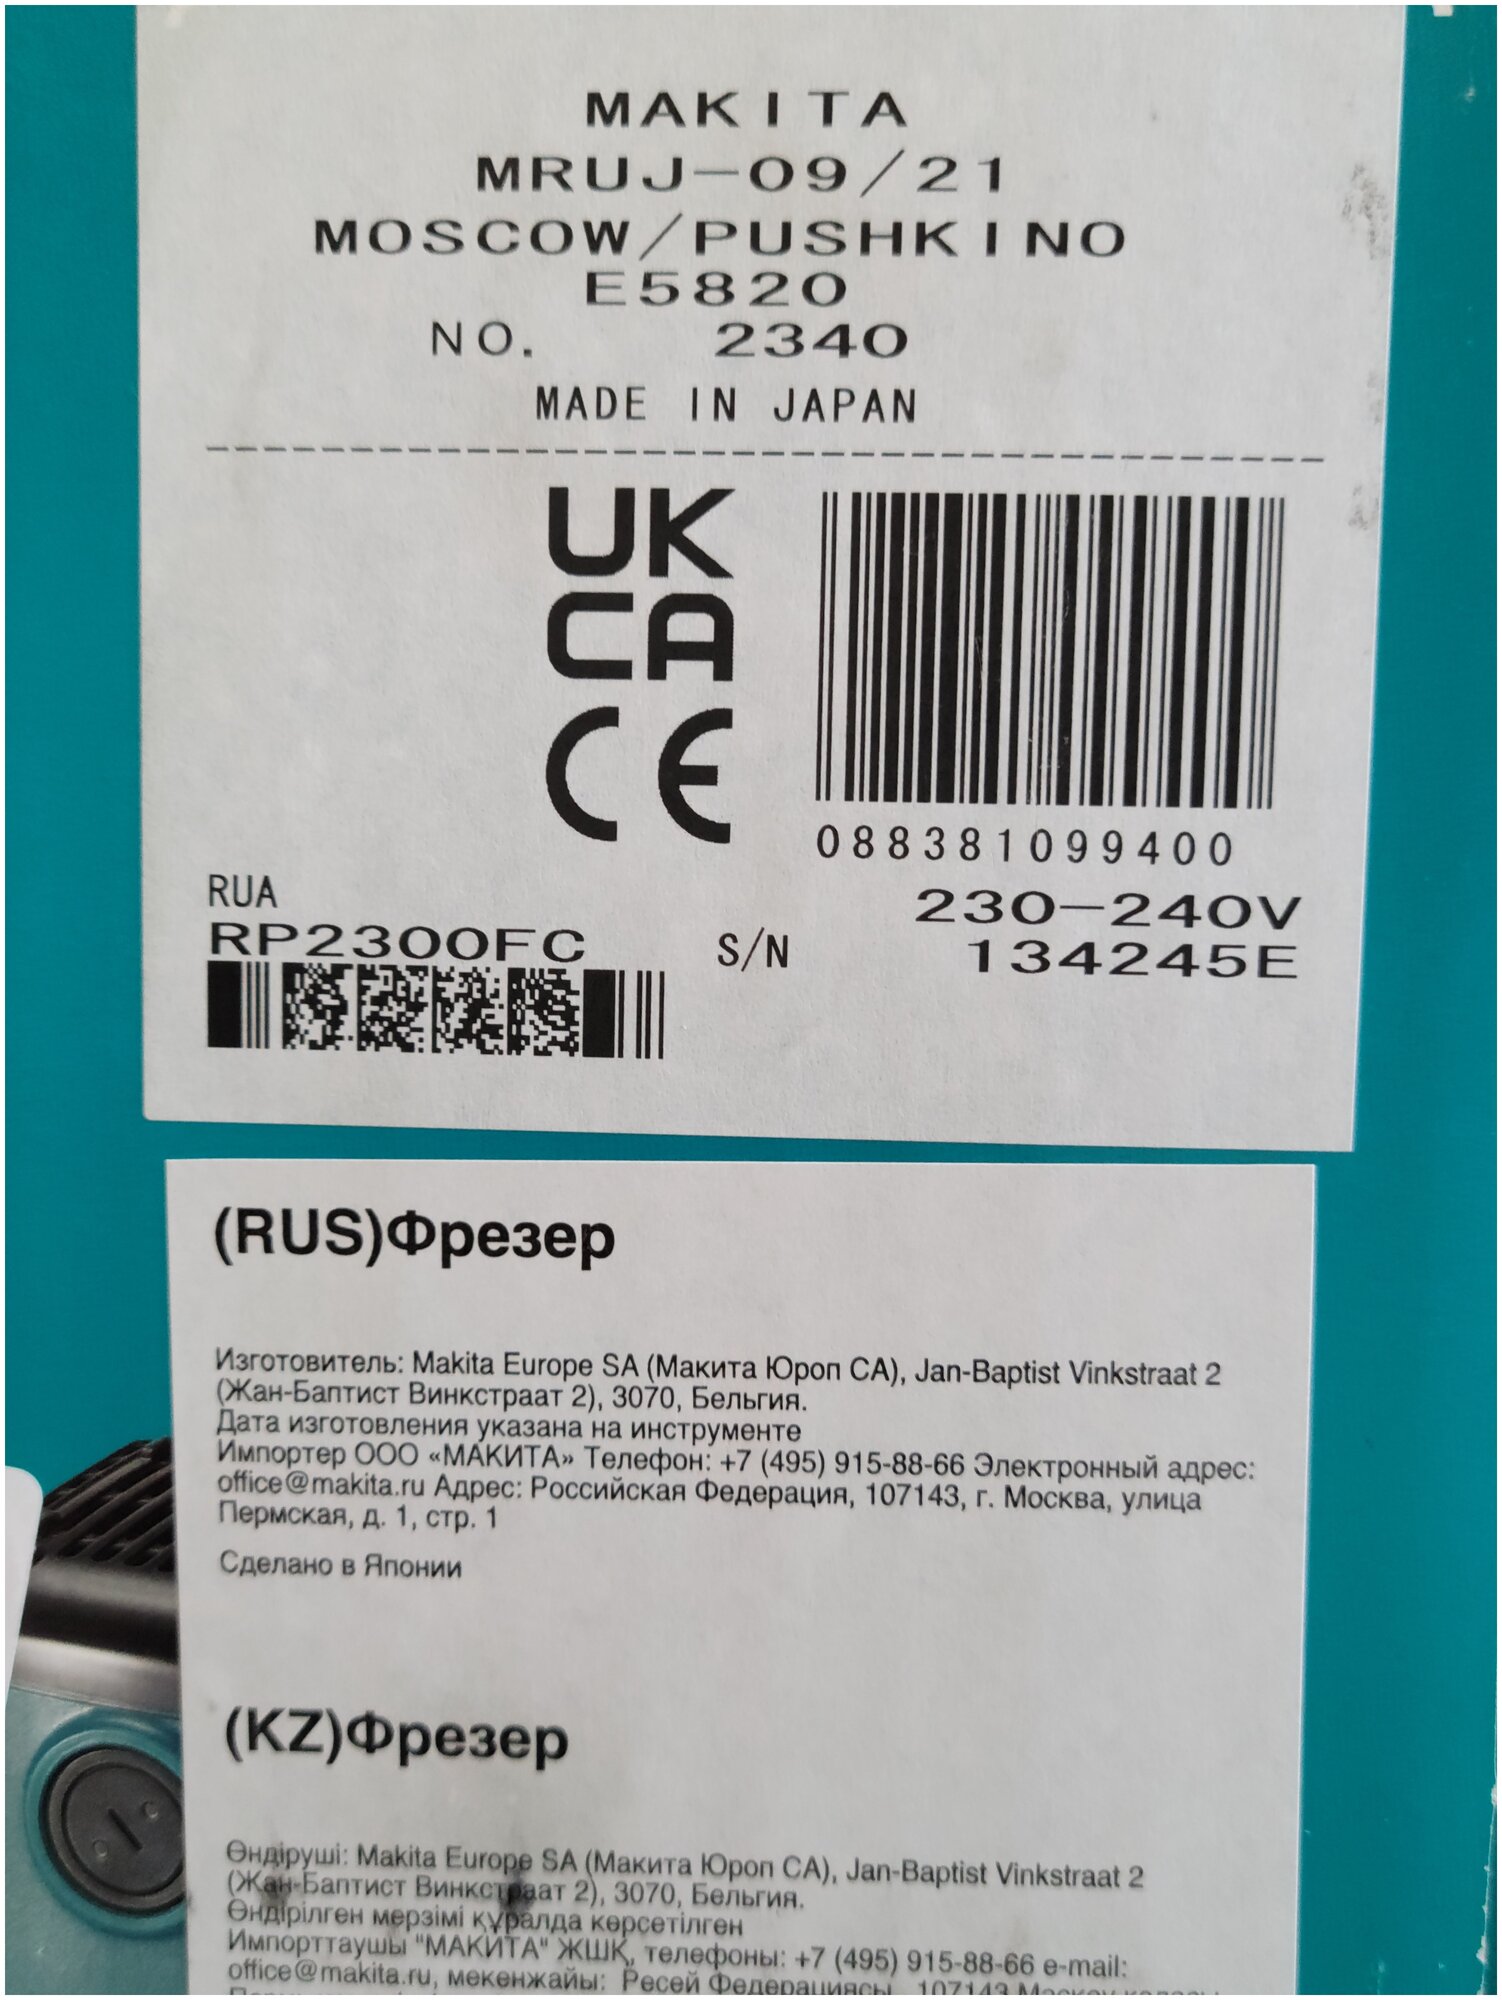 MAKITA
MRUJ-09/21
MOSCOW/PUSHKINO
E5820
NO. 2340
MADE IN JAPAN
UK
CA
CE
088381099400
RUA
230-240V
RP2300FC S/N 134245E
(RUS)Фрезер
Изготовитель: Makita Europe SA (Макита Юроп СА), Jan-Baptist Vinkstraat 2
(Жан-Баптист Винкстраат 2), 3070, Бельгия.
Дата изготовления указана на инструменте
Импортер ООО «МАКИТА» Телефон: +7 (495) 915-88-66 Электронный адрес:
office@makita.ru Адрес: Российская Федерация, 107143, г. Москва, улица
Пермская, д. 1, стр. 1
Сделано в Японии
(KZ)Фрезер
Өндіруші: Makita Europe SA (Макита Юроп СА), Jan-Baptist Vinkstraat 2
(Жан-Баптист Винкстраат 2), 3070, Бельгия.
Өндірілген мерзімі құралда көрсетілген
Импорттаушы "МАКИТА" ЖШҚ, телефоны: +7 (495) 915-88-66 e-mail:
office@makita.ru, мекенжайы: Ресей Федерациясы, 107143 Мәскеу қаласы